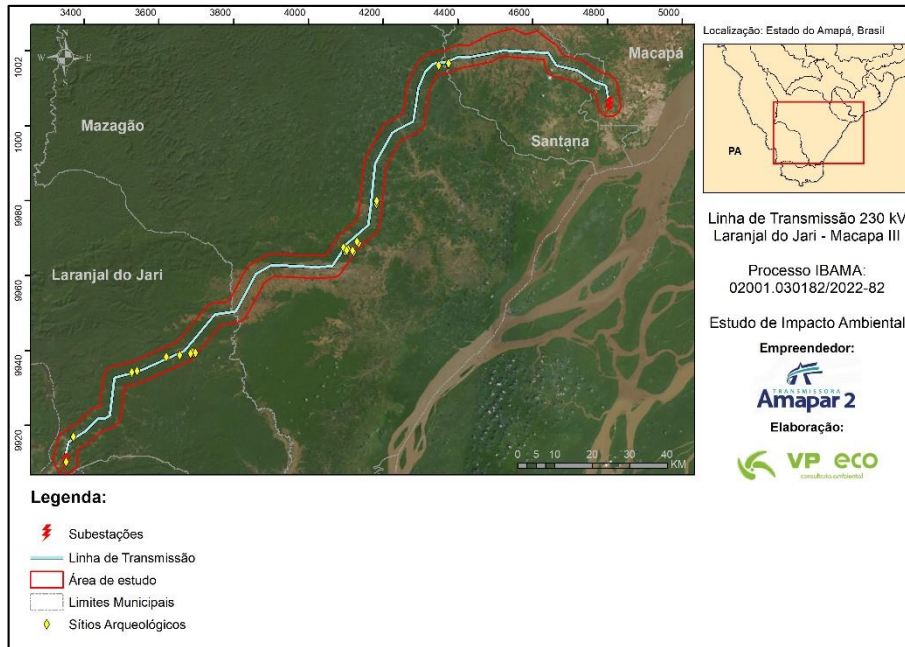 3400 3600 3800 4000 4200 4400 4600 4800 5000
1002
1000
9980
9960
9940
9920
W E
Macapá
Mazagão
Santana
Laranjal do Jari
0 5 10 20 30 40
KM
Localização: Estado do Amapá, Brasil
PA
Linha de Transmissão 230 kV
Laranjal do Jari - Macapa III
Processo IBAMA:
02001.030182/2022-82
Estudo de Impacto Ambiental
Empreendedor:
TRANSMISSORA
Amapar 2
Elaboração:
VP eco
consultoria ambiental
Legenda:
Subestações
Linha de Transmissão
Área de estudo
Limites Municipais
Sítios Arqueológicos